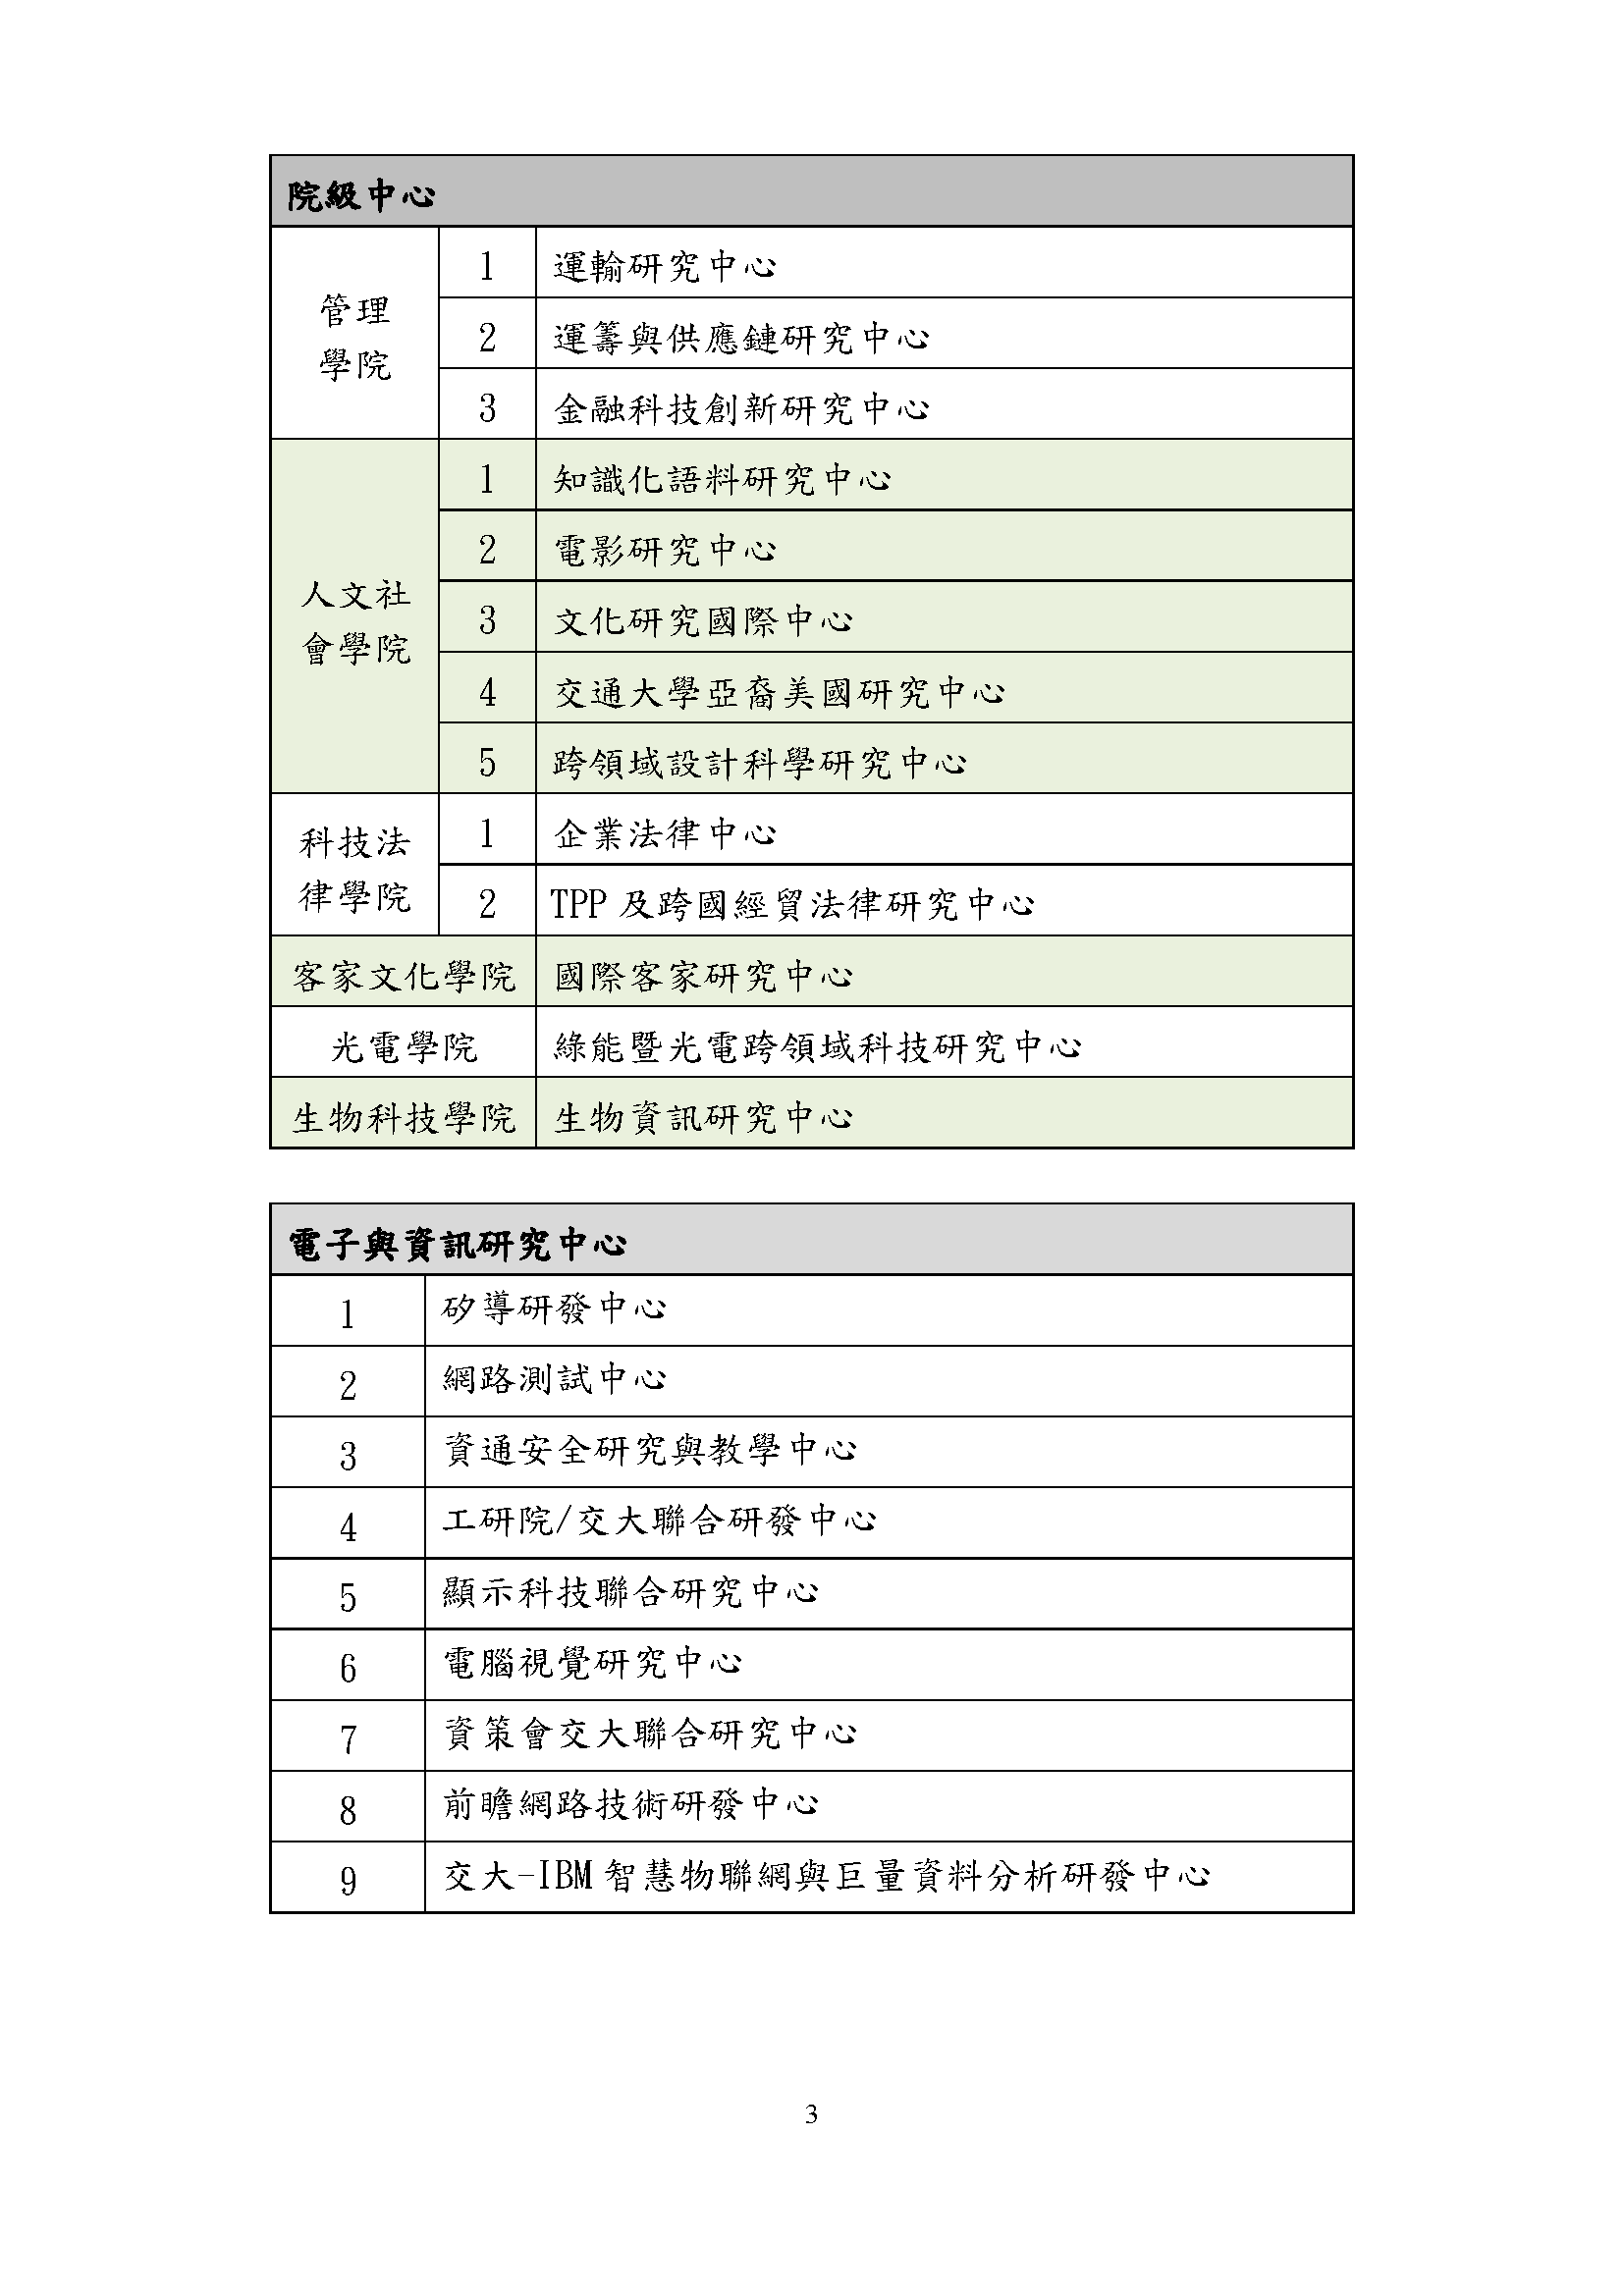 院級中心
管理
學院
1 運輸研究中心
2 運籌與供應鏈研究中心
3 金融科技創新研究中心
人文社
會學院
1 知識化語料研究中心
2 電影研究中心
3 文化研究國際中心
4 交通大學亞裔美國研究中心
5 跨領域設計科學研究中心
科技法
律學院
1 企業法律中心
2 TPP 及跨國經貿法律研究中心
客家文化學院 國際客家研究中心
光電學院 綠能暨光電跨領域科技研究中心
生物科技學院 生物資訊研究中心
電子與資訊研究中心
1 矽導研發中心
2 網路測試中心
3 資通安全研究與教學中心
4 工研院/交大聯合研發中心
5 顯示科技聯合研究中心
6 電腦視覺研究中心
7 資策會交大聯合研究中心
8 前瞻網路技術研發中心
9 交大-IBM 智慧物聯網與巨量資料分析研發中心
3